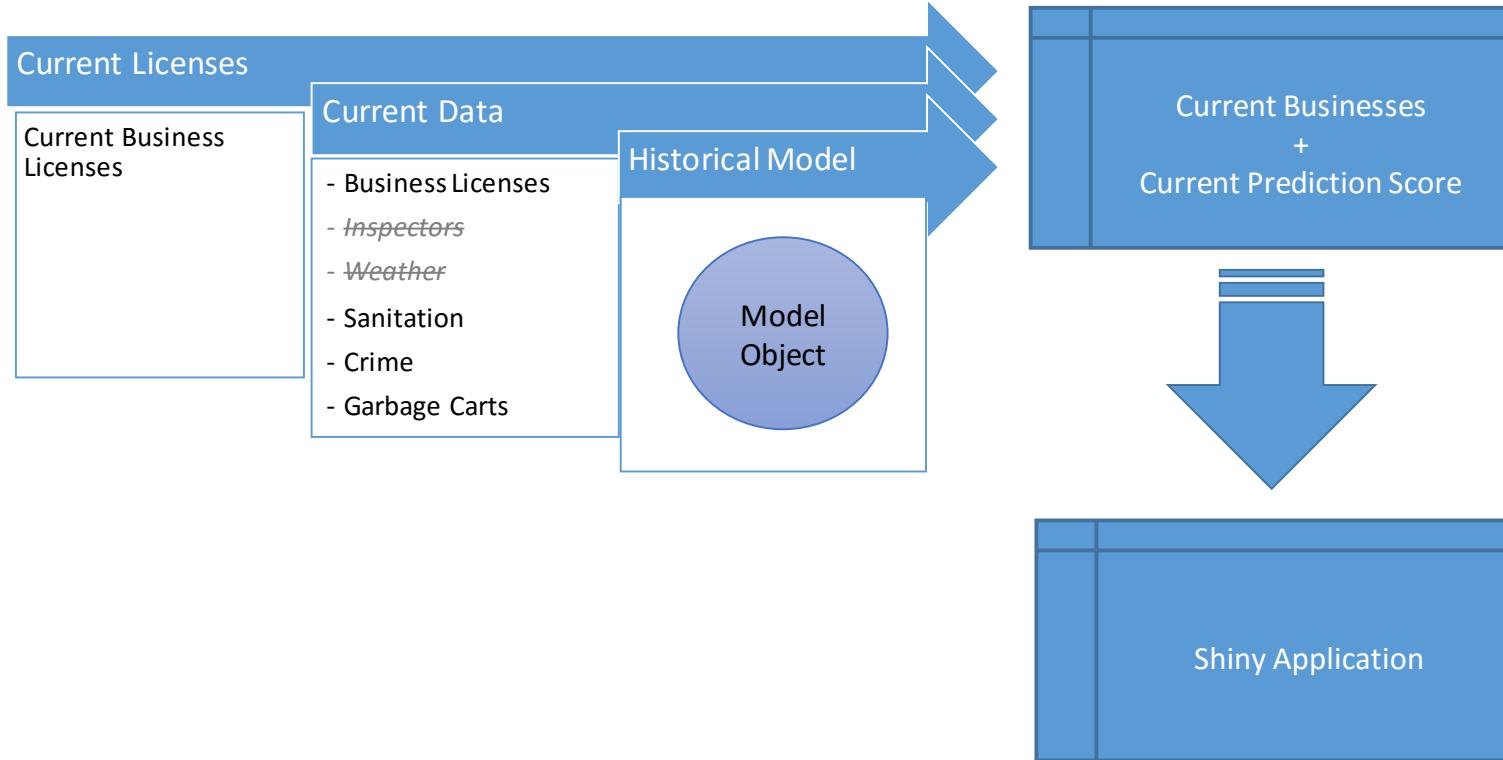 Current Licenses
Current Business
Licenses
Current Data
- Business Licenses
- Inspectors
- Weather
- Sanitation
- Crime
- Garbage Carts
Historical Model
Model
Object
Current Businesses
+
Current Prediction Score
Shiny Application